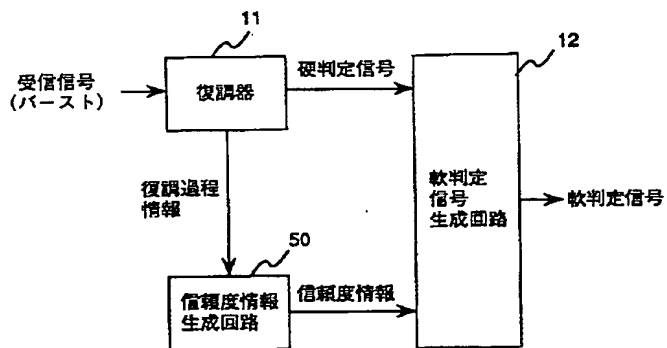 11
受信信号
(バースト)
復調器
硬判定信号
12
復調過程
情報
軟判定
信号
生成回路
軟判定信号
50
信頼度情報
生成回路
信頼度情報